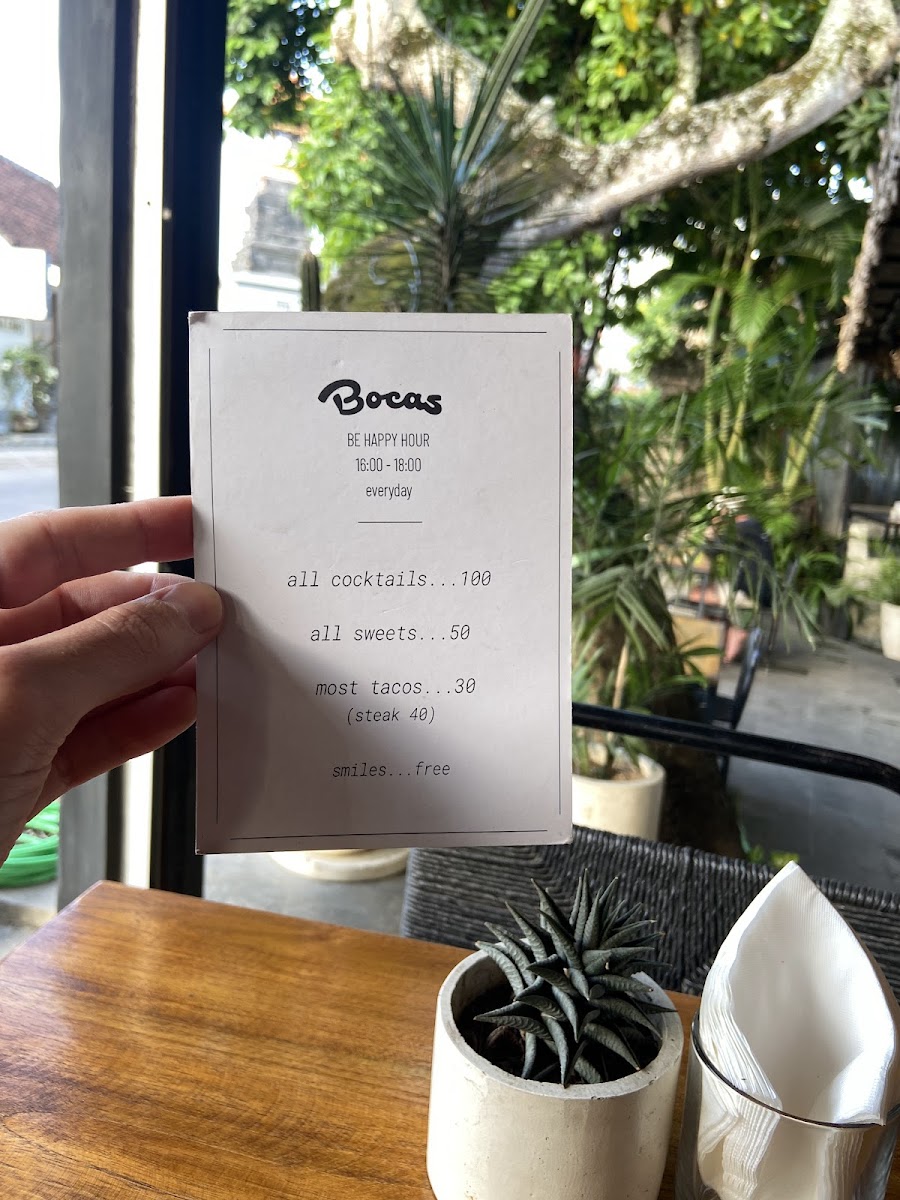 Bocas
BE HAPPY HOUR
16:00 - 18:00
everyday
all cocktails...100
all sweets...50
most tacos...30
(steak 40)
smiles...free